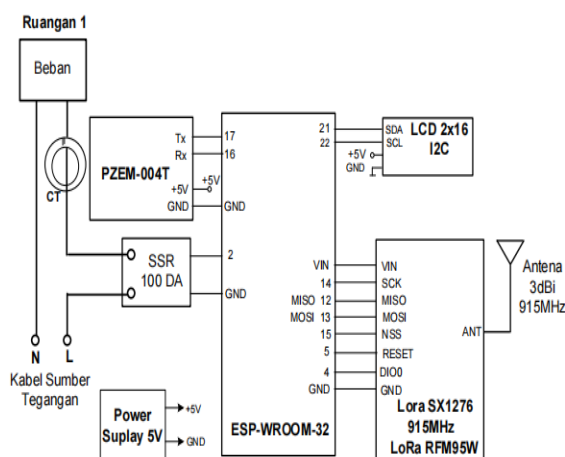 Ruangan 1
Beban
CT
N L
Kabel Sumber
Tegangan
PZEM-004T
Tx
Rx
+5V
GND
+5V
17
16
GND
SSR
100 DA
2
GND
Power
Suplay 5V
+5V
GND
ESP-WROOM-32
21
22
SDA
SCL
+5V
GND
LCD 2x16
I2C
VIN
14
MISO 12
MOSI 13
15
5
4
GND
VIN
SCK
MISO
MOSI
NSS
RESET
DIO0
GND
ANT
Lora SX1276
915MHz
LoRa RFM95W
Antena
3dBi
915MHz